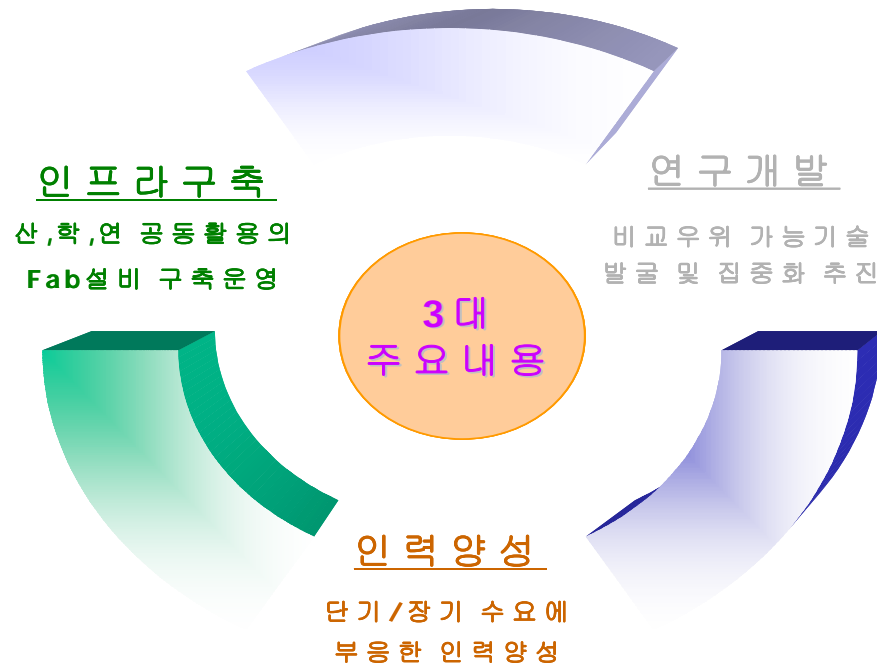 인프라구축
산,학,연 공동활용의
Fab설비 구축운영
연구개발
비교우위 가능기술
발굴 및 집중화 추진
3대
주요내용
인력양성
단기/장기 수요에
부응한 인력양성